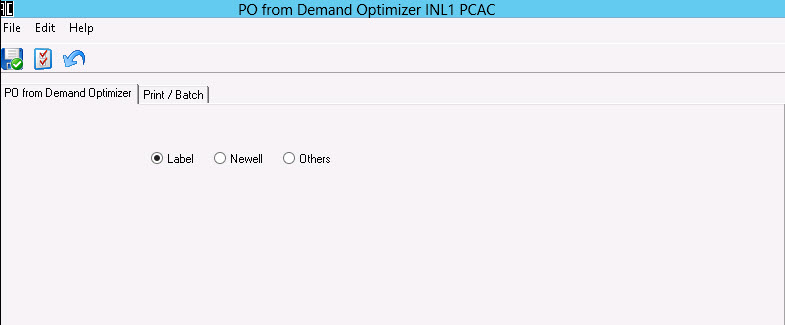 PO from Demand Optimizer INL1 PCAC
File Edit Help
PO from Demand Optimizer Print / Batch
Label Newell Others